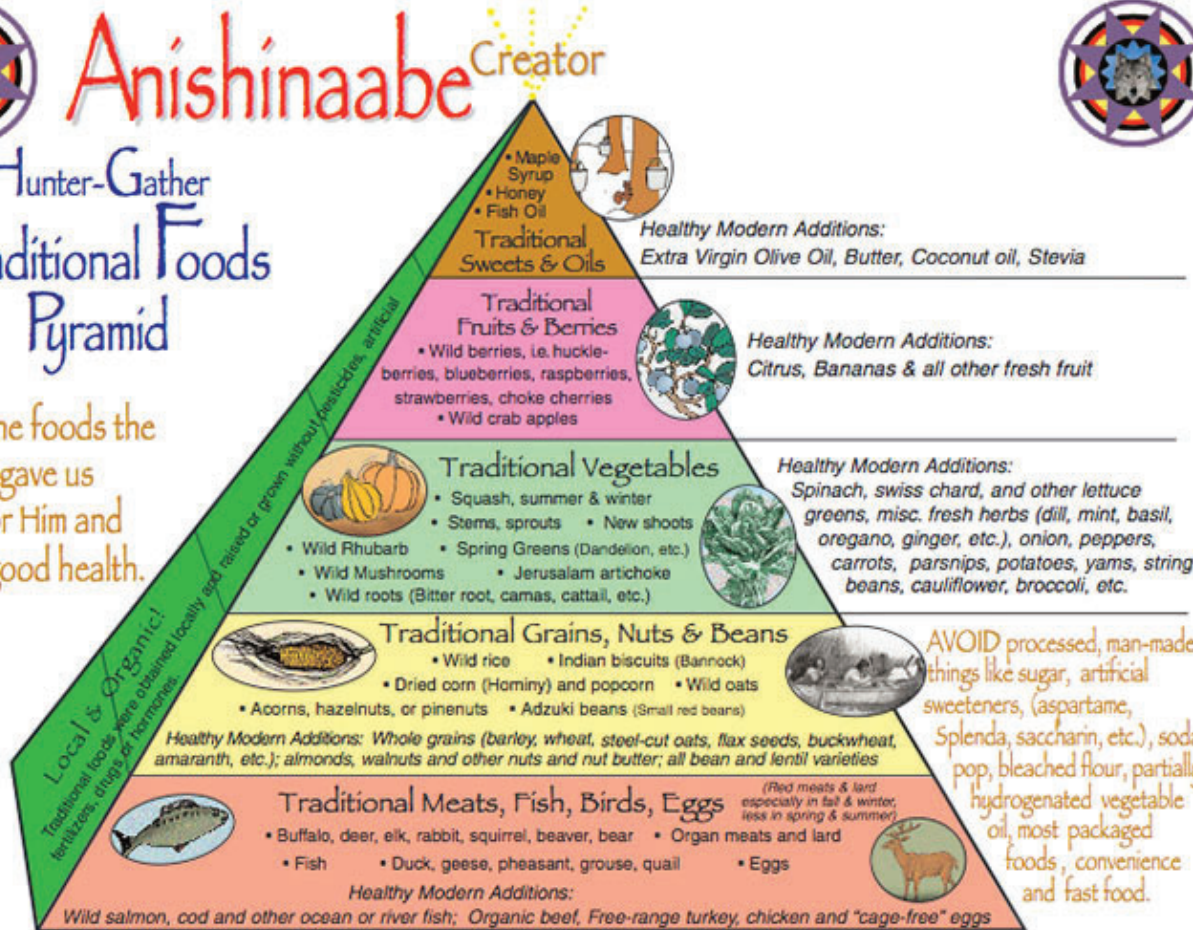 Anishinaabe
Creator
Hunter-Gather
Foods
Pyramid
foods the
gave us
Him and
good health.
Local & Organic!
Traditional foods were obtained locally and raised or grown without pesticides, artificial
fertilizers, drugs or hormones.
• Maple
Syrup
• Honey
• Fish Oil
Traditional
Sweets & Oils
Healthy Modern Additions:
Extra Virgin Olive Oil, Butter, Coconut oil, Stevia
Traditional
Fruits & Berries
• Wild berries, i.e. huckle-
berries, blueberries, raspberries,
strawberries, choke cherries
• Wild crab apples
Healthy Modern Additions:
Citrus, Bananas & all other fresh fruit
Traditional Vegetables
• Squash, summer & winter
• Stems, sprouts • New shoots
• Wild Rhubarb • Spring Greens (Dandelion, etc.)
• Wild Mushrooms • Jerusalam artichoke
• Wild roots (Bitter root, camas, cattail, etc.)
Healthy Modern Additions:
Spinach, swiss chard, and other lettuce
greens, misc. fresh herbs (dill, mint, basil,
oregano, ginger, etc.), onion, peppers,
carrots, parsnips, potatoes, yams, string
beans, cauliflower, broccoli, etc.
Traditional Grains, Nuts & Beans
• Wild rice • Indian biscuits (Bannock)
• Dried corn (Hominy) and popcorn • Wild oats
• Acorns, hazelnuts, or pinenuts • Adzuki beans (Small red beans)
Healthy Modern Additions: Whole grains (barley, wheat, steel-cut oats, flax seeds, buckwheat,
amaranth, etc.); almonds, walnuts and other nuts and nut butter; all bean and lentil varieties
AVOID processed, man-made
things like sugar, artificial
sweeteners, (aspartame,
Splenda, saccharin, etc.), soda
pop, bleached flour, partially
hydrogenated vegetable
oil, most packaged
foods, convenience
and fast food.
Traditional Meats, Fish, Birds, Eggs
(Red meats & lard
especially in fall & winter,
less in spring & summer)
• Buffalo, deer, elk, rabbit, squirrel, beaver, bear • Organ meats and lard
• Fish • Duck, geese, pheasant, grouse, quail • Eggs
Healthy Modern Additions:
Wild salmon, cod and other ocean or river fish; Organic beef, Free-range turkey, chicken and "cage-free" eggs